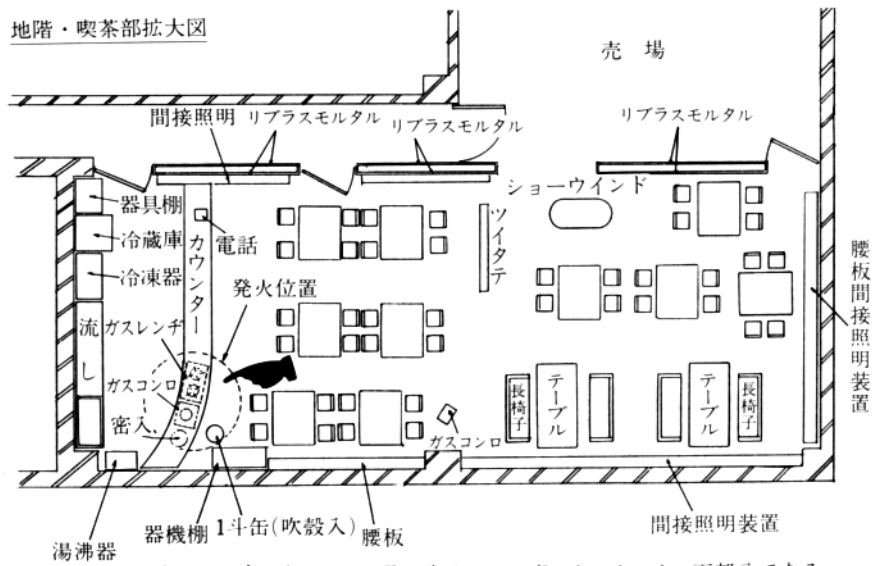 地階・喫茶部拡大図
売場
間接照明
リブラスモルタル
リブラスモルタル
リブラスモルタル
器具棚
冷蔵庫
冷凍器
カウンター
電話
ショーウインド
ツイタテ
腰板間接照明装置
発火位置
流し
ガスレンヂ
ガスコンロ
密入
長椅子
テーブル
テーブル
長椅子
ガスコンロ
湯沸器
器機棚
1斗缶(吹殻入)
腰板
間接照明装置